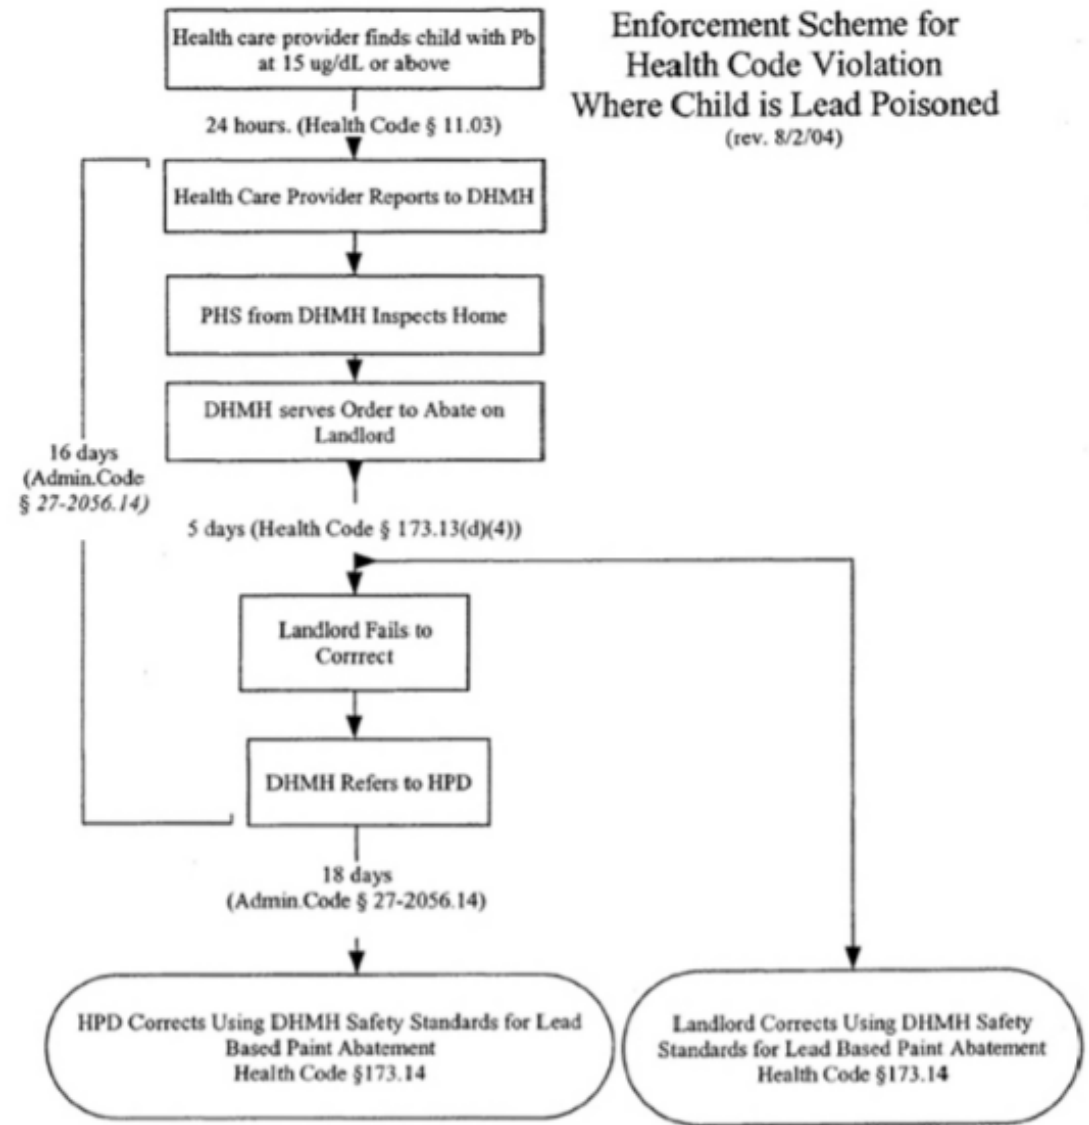 Enforcement Scheme for
Health Code Violation
Where Child is Lead Poisoned
(rev. 8/2/04)
Health care provider finds child with Pb
at 15 ug/dL or above
24 hours. (Health Code § 11.03)
Health Care Provider Reports to DHMH
PHS from DHMH Inspects Home
DHMH serves Order to Abate on
Landlord
16 days
(Admin.Code
§ 27-2056.14)
5 days (Health Code § 173.13(d)(4))
Landlord Fails to
Corrrect
DHMH Refers to HPD
18 days
(Admin.Code § 27-2056.14)
HPD Corrects Using DHMH Safety Standards for Lead
Based Paint Abatement
Health Code §173.14
Landlord Corrects Using DHMH Safety
Standards for Lead Based Paint Abatement
Health Code §173.14